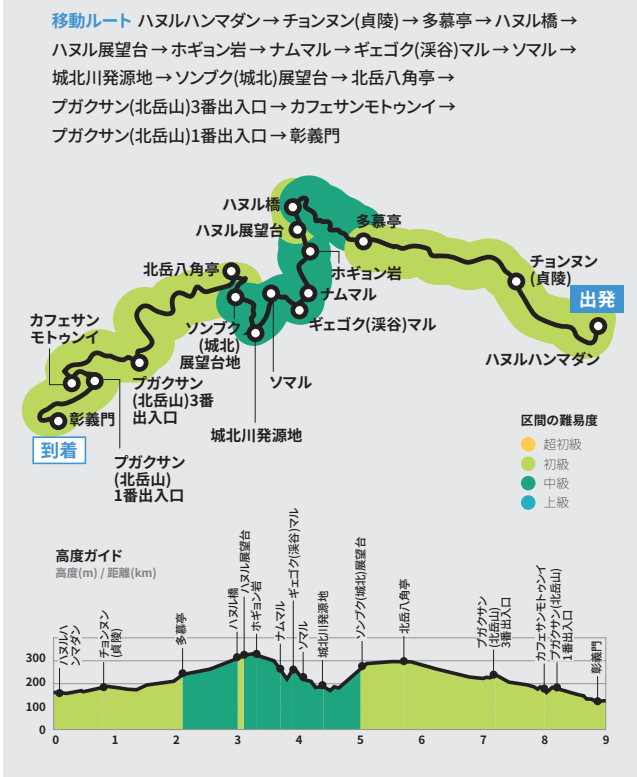 移動ルート ハヌルハンマダン→チョンヌン(貞陵)→多慕亭→ハヌル橋→
ハヌル展望台→ホギョン岩→ナムマル→ギェゴク(渓谷)マル→ソマル→
城北川発源地→ソンブク(城北)展望台→北岳八角亭→
プガクサン(北岳山)3番出入口→カフェサンモトゥンイ→
プガクサン(北岳山)1番出入口→彰義門
ハヌル橋
多慕亭
ハヌル展望台
チョンヌン
(貞陵)
北岳八角亭
ホギョン岩
出発
ナムマル
カフェサン
モトゥンイ
ソンブク
(城北)
展望台地
ギェゴク(渓谷)マル
ハヌルハンマダン
プガクサン
(北岳山)3番
出入口
ソマル
彰義門
到着
城北川発源地
プガクサン
(北岳山)
1番出入口
区間の難易度
超初級
初級
中級
上級
高度ガイド
高度(m) / 距離(km)
ハヌルハ
ンマダン
チョンヌン
(貞陵)
多慕亭
ハヌル橋
ハヌル展望台
ホギョン岩
ナムマル
ギェゴク(渓谷)マル
ソマル
城北川発源地
ソンブク(城北)展望台
北岳八角亭
プガクサン
(北岳山)
3番出入口
カフェサンモトゥンイ
プガクサン(北岳山)
1番出入口
彰義門
300
200
100
0
0 1 2 3 4 5 6 7 8 9